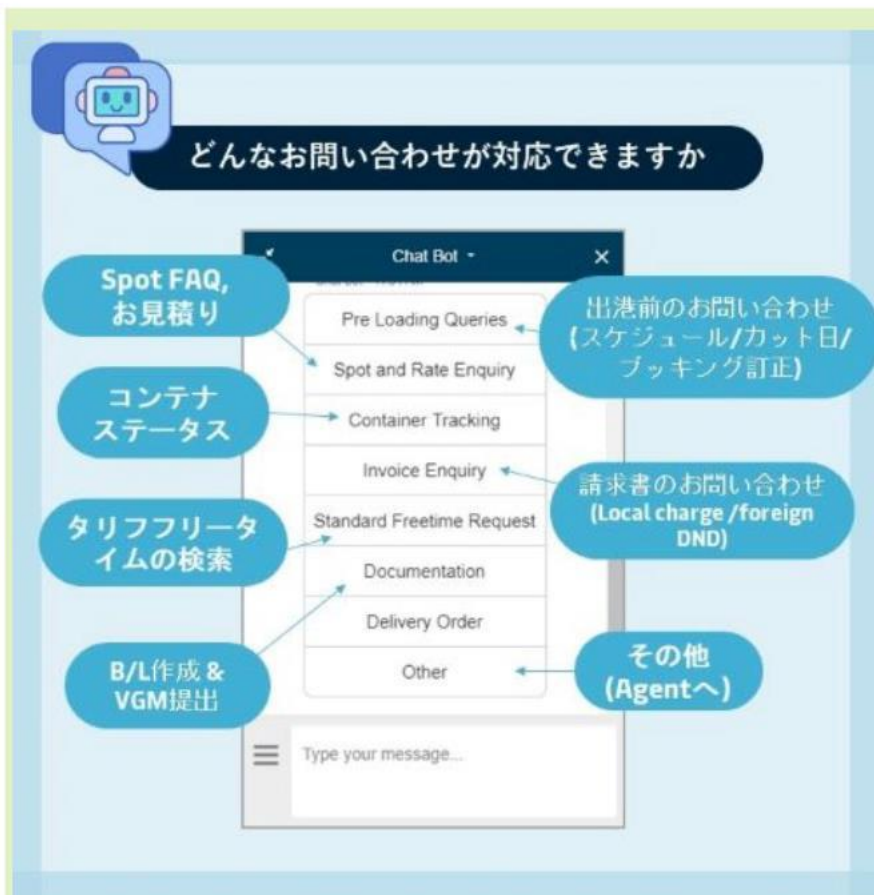 どんなお問い合わせが対応できますか
Chat Bot
Spot FAQ,
お見積り
出港前のお問い合わせ
(スケジュール/カット日/
ブッキング訂正)
Pre Loading Queries
Spot and Rate Enquiry
コンテナ
ステータス
Container Tracking
Invoice Enquiry
請求書のお問い合わせ
(Local charge /foreign
DND)
タリフフリータ
イムの検索
Standard Freetime Request
Documentation
Delivery Order
B/L作成 &
VGM提出
Other
その他
(Agentへ)
Type your message...